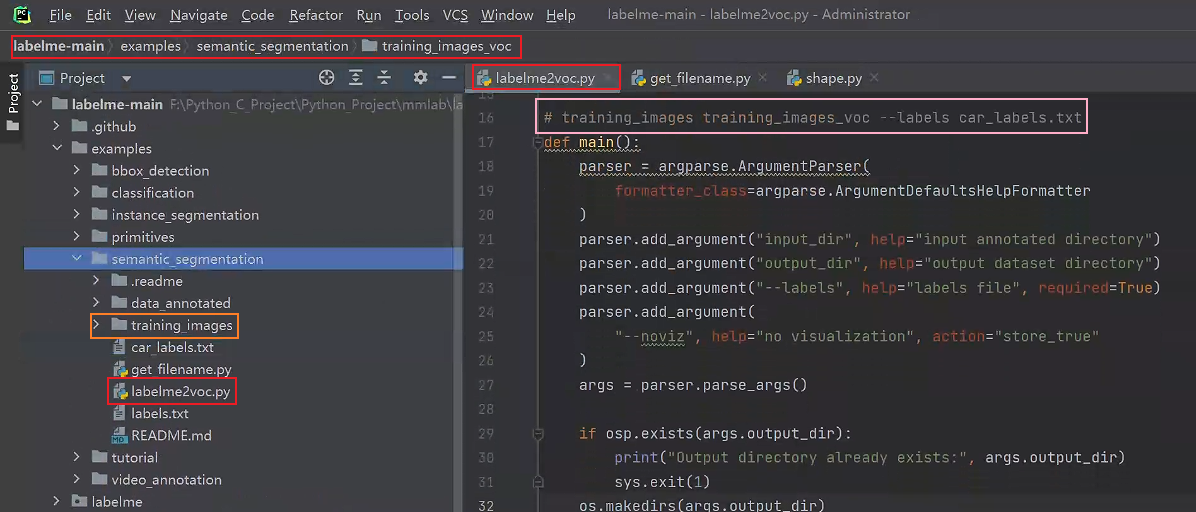 PC File Edit View Navigate Code Refactor Run Tools VCS Window Help labelme-main - labelme2voc.py - Administrator
labelme-main examples semantic_segmentation training_images_voc
Project
Project
labelme2voc.py get_filename.py shape.py
labelme-main F:\Python_C_Project\Python_Project\mmlab\la
.github
examples
bbox_detection
classification
instance_segmentation
primitives
semantic_segmentation
.readme
data_annotated
training_images
car_labels.txt
get_filename.py
labelme2voc.py
labels.txt
MD README.md
tutorial
video_annotation
labelme
15
16 # training_images training_images_voc --labels car_labels.txt
17 def main():
18 parser = argparse.ArgumentParser(
19 formatter_class=argparse.ArgumentDefaultsHelpFormatter
20 )
21 parser.add_argument("input_dir", help="input annotated directory")
22 parser.add_argument("output_dir", help="output dataset directory")
23 parser.add_argument("--labels", help="labels file", required=True)
24 parser.add_argument(
25 "--noviz", help="no visualization", action="store_true"
26 )
27 args = parser.parse_args()
28
29 if osp.exists(args.output_dir):
30 print("Output directory already exists:", args.output_dir)
31 sys.exit(1)
32 os.makedirs(args.output_dir)